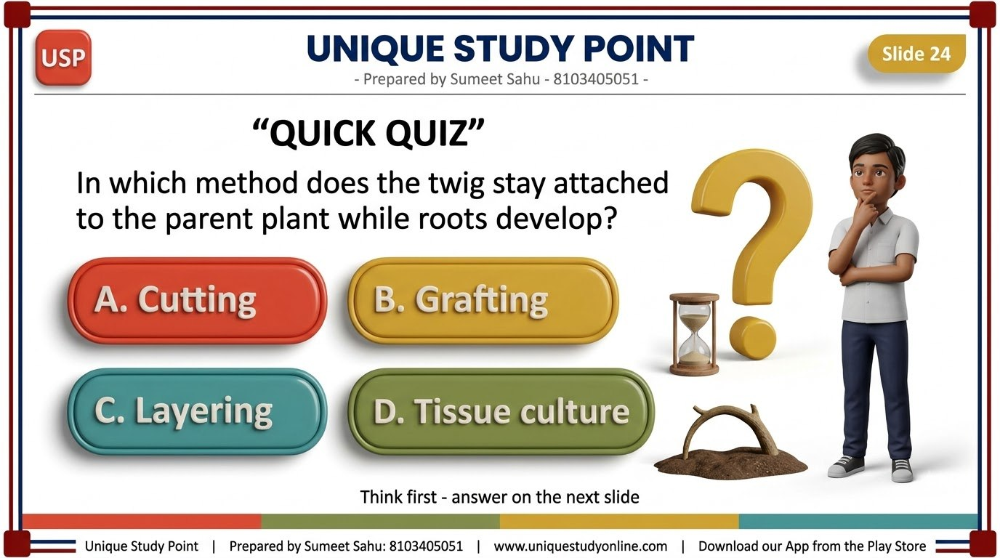 USP
UNIQUE STUDY POINT
- Prepared by Sumeet Sahu - 8103405051 -
Slide 24
“QUICK QUIZ”
In which method does the twig stay attached
to the parent plant while roots develop?
A. Cutting
B. Grafting
C. Layering
D. Tissue culture
Think first - answer on the next slide
Unique Study Point | Prepared by Sumeet Sahu: 8103405051 | www.uniquestudyonline.com | Download our App from the Play Store